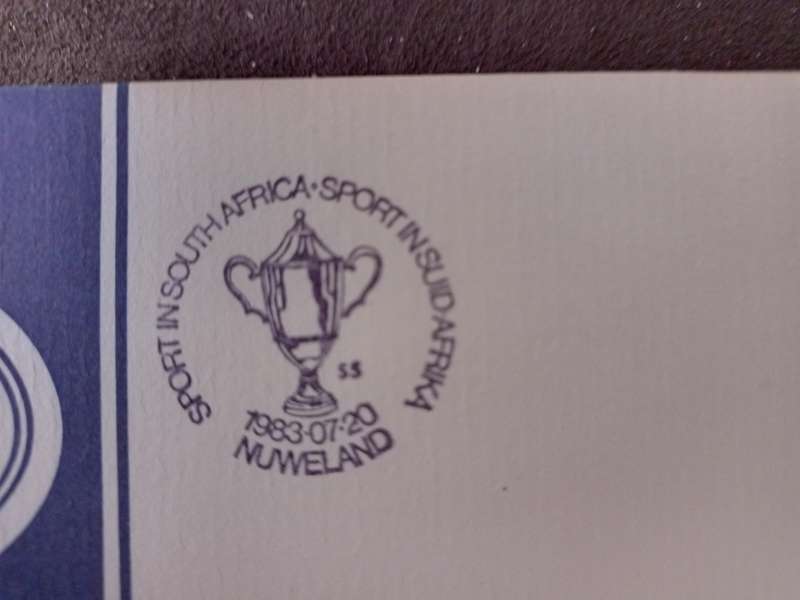 SPORT IN SOUTH AFRICA · SPORT IN SUID-AFRIKA
SS
1983-07-20
NUWELAND